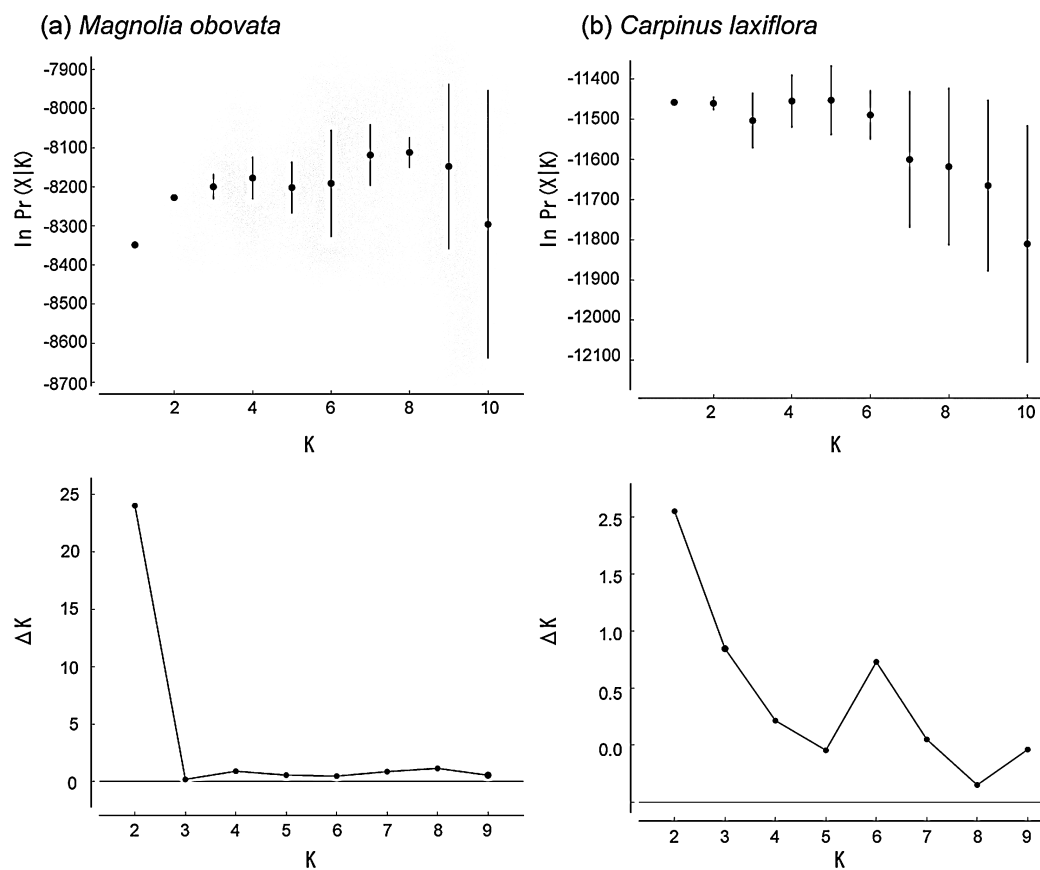 (a) Magnolia obovata
-7900
-8000
-8100
-8200
-8300
-8400
-8500
-8600
-8700
ln Pr (X|K)
2 4 6 8 10
K
(b) Carpinus laxiflora
-11400
-11500
-11600
-11700
-11800
-11900
-12000
-12100
ln Pr (X|K)
2 4 6 8 10
K
25
20
15
10
5
0
ΔK
2 3 4 5 6 7 8 9
K
2.5
1.5
1.0
0.5
0.0
ΔK
2 3 4 5 6 7 8 9
K